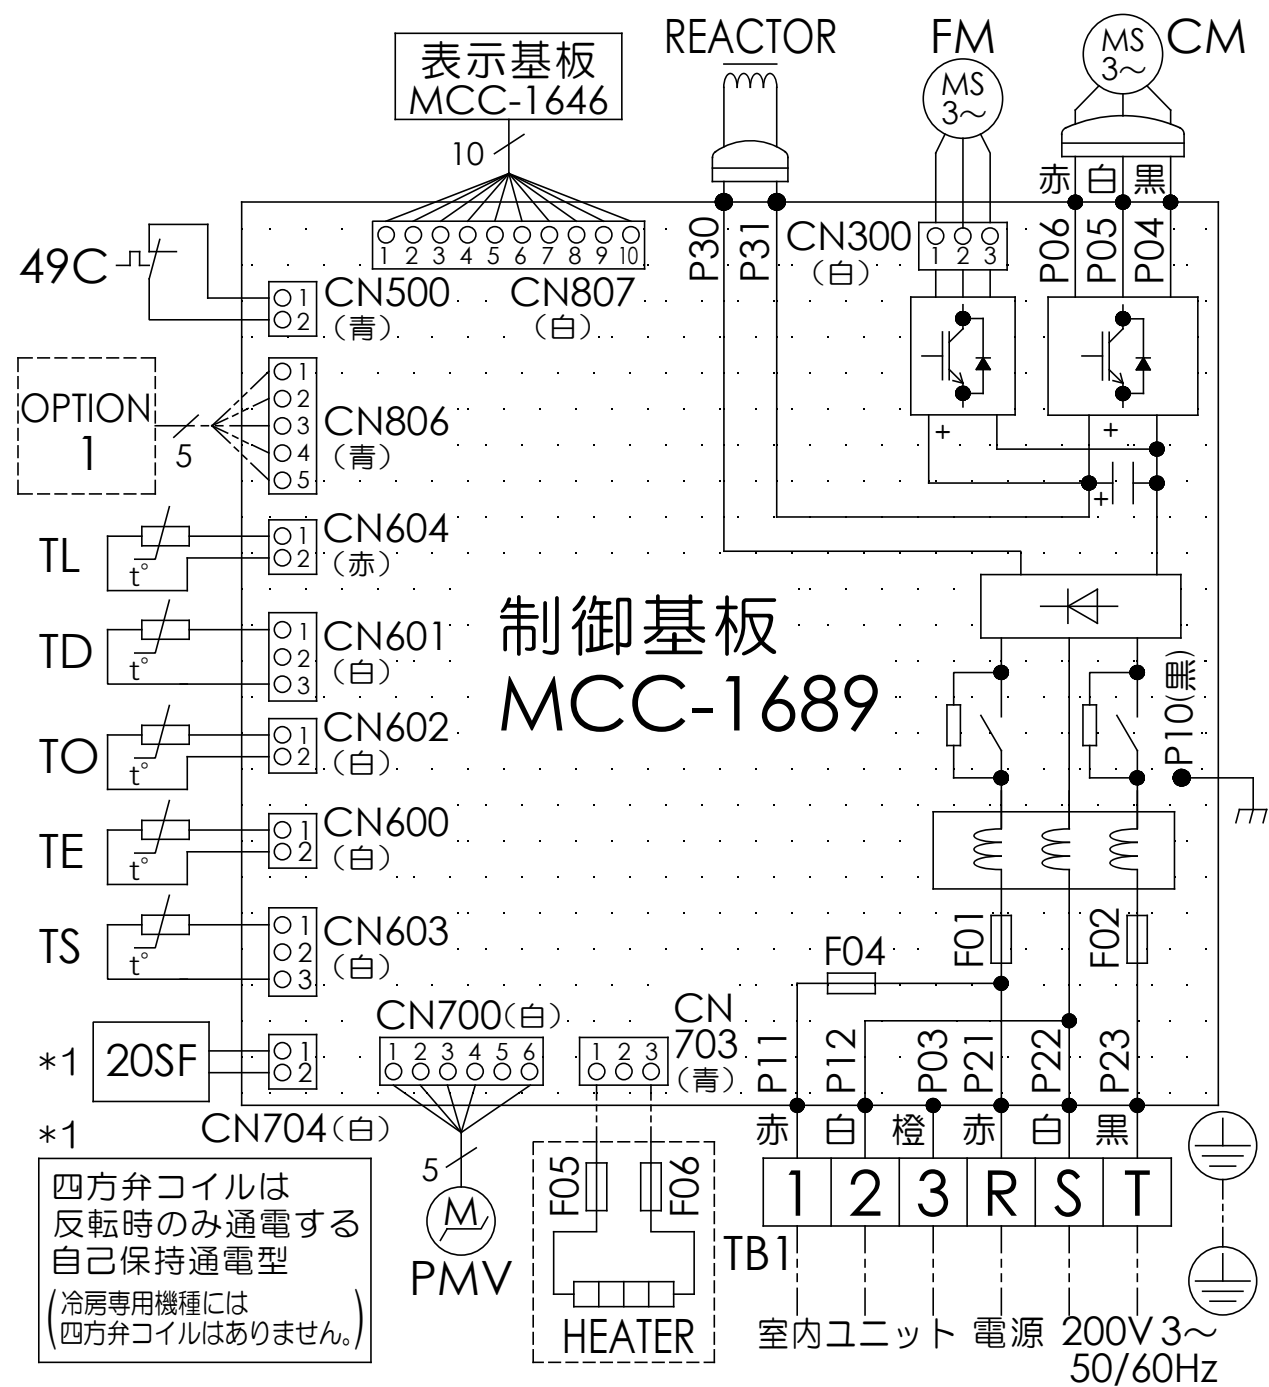 REACTOR
FM
MS
3～
MS
3～
CM
表示基板
MCC-1646
10
赤 白 黒
P30
P31
CN300
(白)
1 2 3
P06
P05
P04
1 2 3 4 5 6 7 8 9 10
CN807
(白)
49C
1
2
CN500
(青)
OPTION
1
5
1
2
3
4
5
CN806
(青)
+
+
+
TL
t°
1
2
CN604
(赤)
TD
t°
1
2
3
CN601
(白)
制御基板
MCC-1689
P10(黒)
TO
t°
1
2
CN602
(白)
TE
t°
1
2
CN600
(白)
TS
t°
1
2
3
CN603
(白)
F04
F01
F02
*1
20SF
1
2
CN704(白)
CN700(白)
1 2 3 4 5 6
CN
703
(青)
1 2 3
P11
P12
P03
P21
P22
P23
赤 白 橙 赤 白 黒
1 2 3 R S T
TB1
5
M
PMV
F05
F06
HEATER
*1
四方弁コイルは
反転時のみ通電する
自己保持通電型
(冷房専用機種には
四方弁コイルはありません。)
室内ユニット 電源 200V 3～
50/60Hz